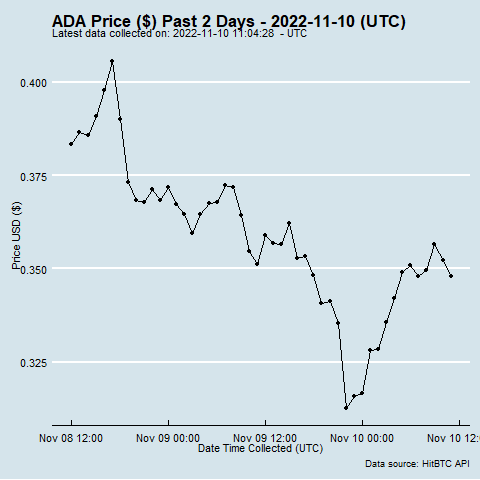 ADA Price ($) Past 2 Days - 2022-11-10 (UTC)
Latest data collected on: 2022-11-10 11:04:28  - UTC
0.400
0.375
0.350
0.325
Price USD ($)
Nov 08 12:00 Nov 09 00:00 Nov 09 12:00 Nov 10 00:00 Nov 10 12:0
Date Time Collected (UTC)
Data source: HitBTC API